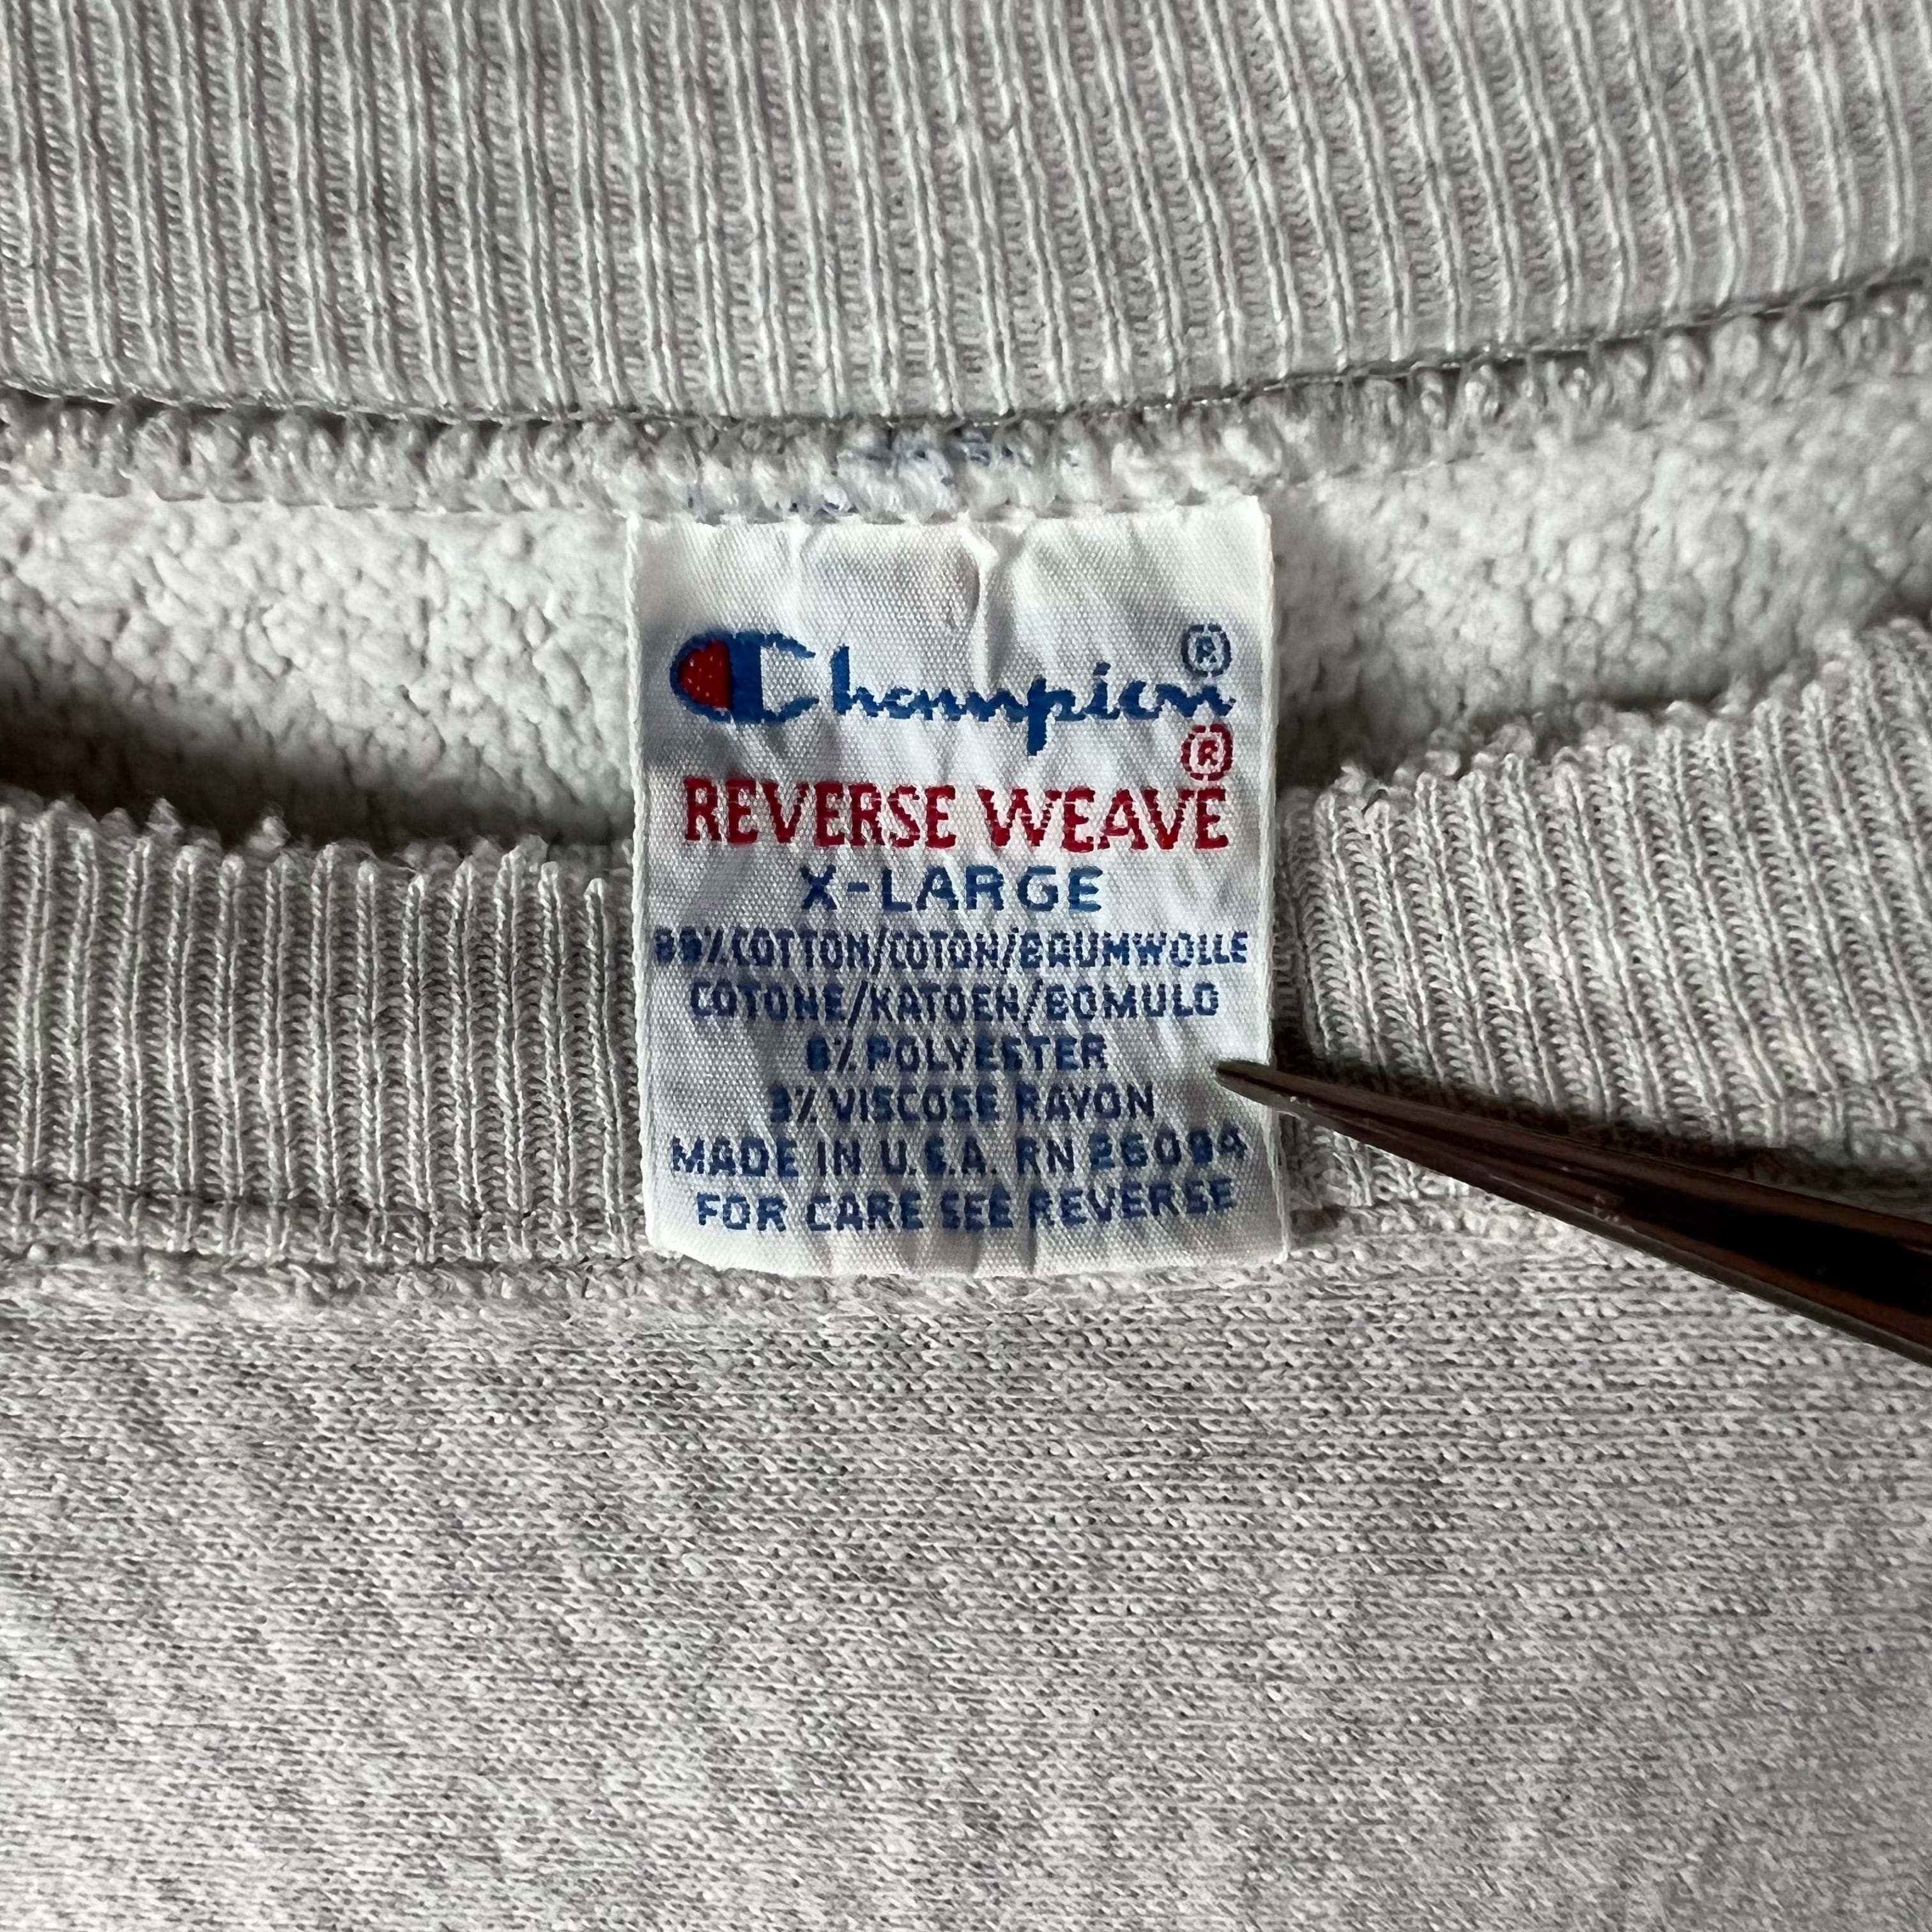 Champion®
REVERSE WEAVE®
X-LARGE
89%COTTON/COTON/BAUMWOLLE
COTONE/KATOEN/BOMULD
8% POLYESTER
3% VISCOSE RAYON
MADE IN U.S.A. RN 26094
FOR CARE SEE REVERSE